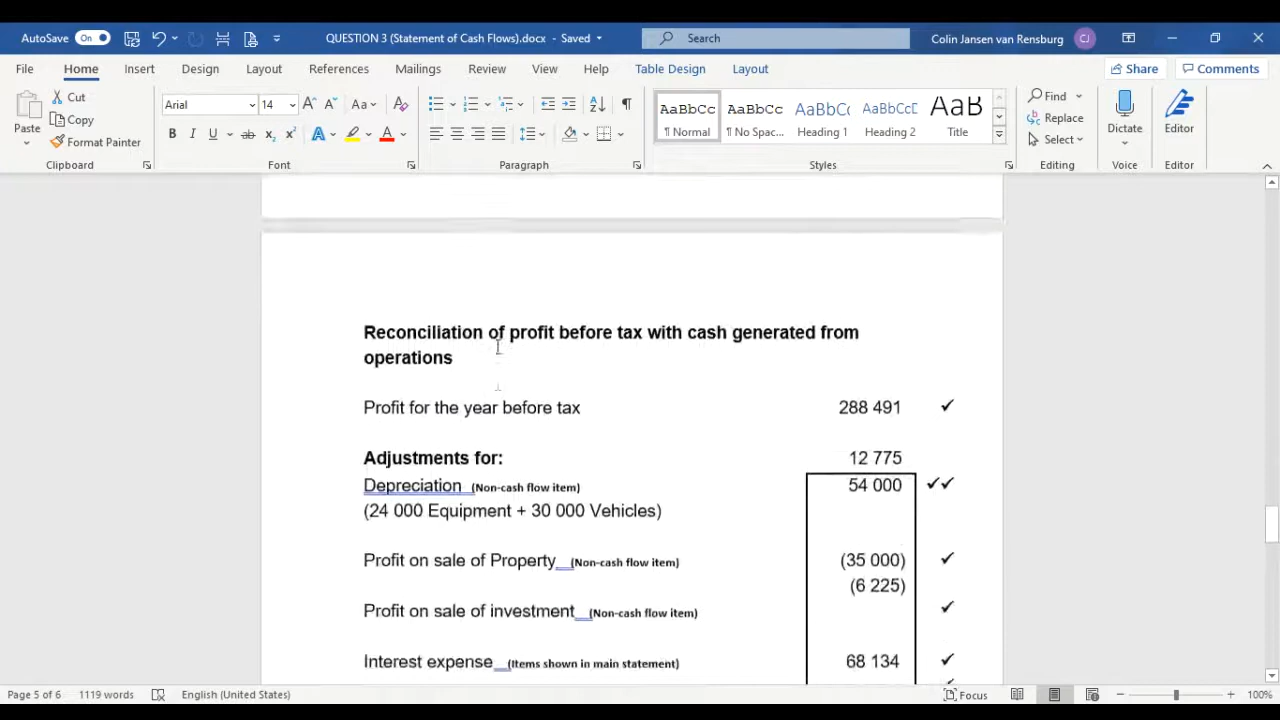 AutoSave On QUESTION 3 (Statement of Cash Flows).docx - Saved Search Colin Jansen van Rensburg CJ
File Home Insert Design Layout References Mailings Review View Help Table Design Layout Share Comments
Paste Cut Copy Format Painter
Arial 14 Aa
B I U ab x₂ x² A A
AaBbCc ¶ Normal AaBbCc ¶ No Spac... AaBbCc Heading 1 AaBbCcD Heading 2 AaB Title
Find Replace Select Dictate Editor
Clipboard Font Paragraph Styles Editing Voice Editor
Reconciliation of profit before tax with cash generated from
operations
Profit for the year before tax 288 491 ✓
Adjustments for: 12 775
Depreciation (Non-cash flow item) 54 000 ✓✓
(24 000 Equipment + 30 000 Vehicles)
Profit on sale of Property (Non-cash flow item) (35 000) ✓
(6 225)
Profit on sale of investment (Non-cash flow item) ✓
Interest expense (Items shown in main statement) 68 134 ✓
Page 5 of 6 1119 words English (United States) Focus 100%